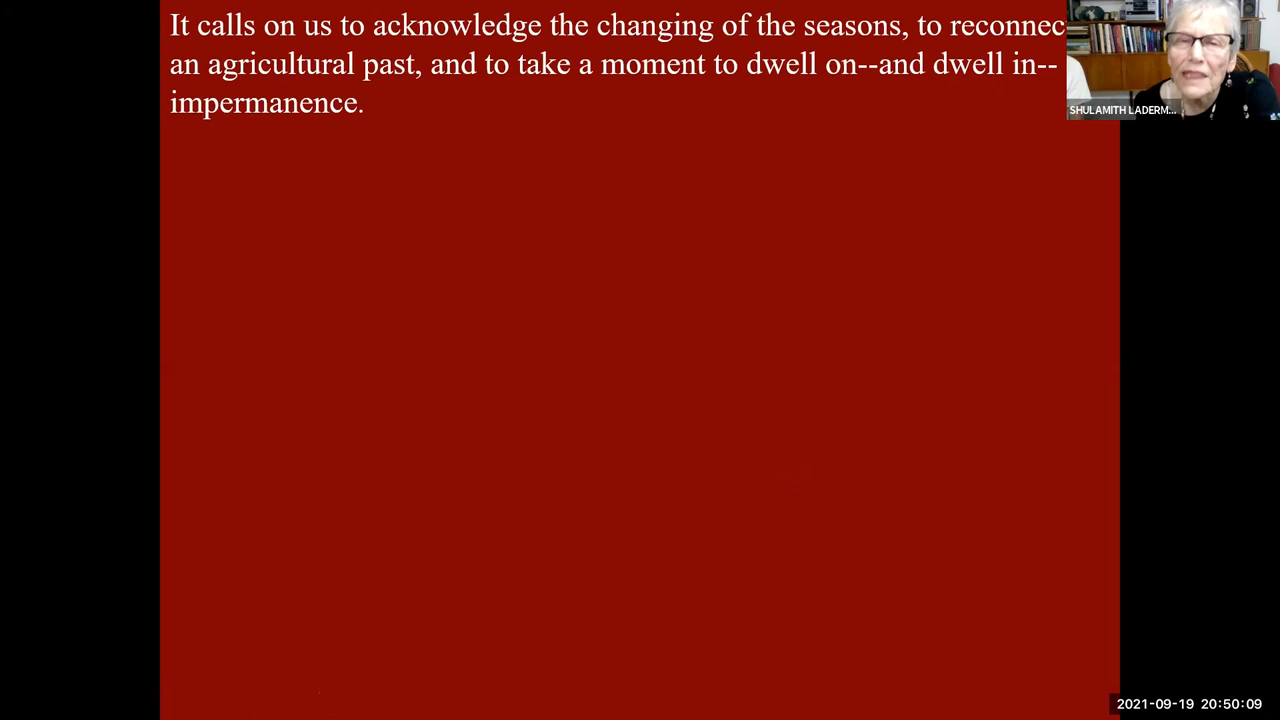 It calls on us to acknowledge the changing of the seasons, to reconnec
an agricultural past, and to take a moment to dwell on--and dwell in--
impermanence.
SHULAMITH LADERM...
2021-09-19 20:50:09